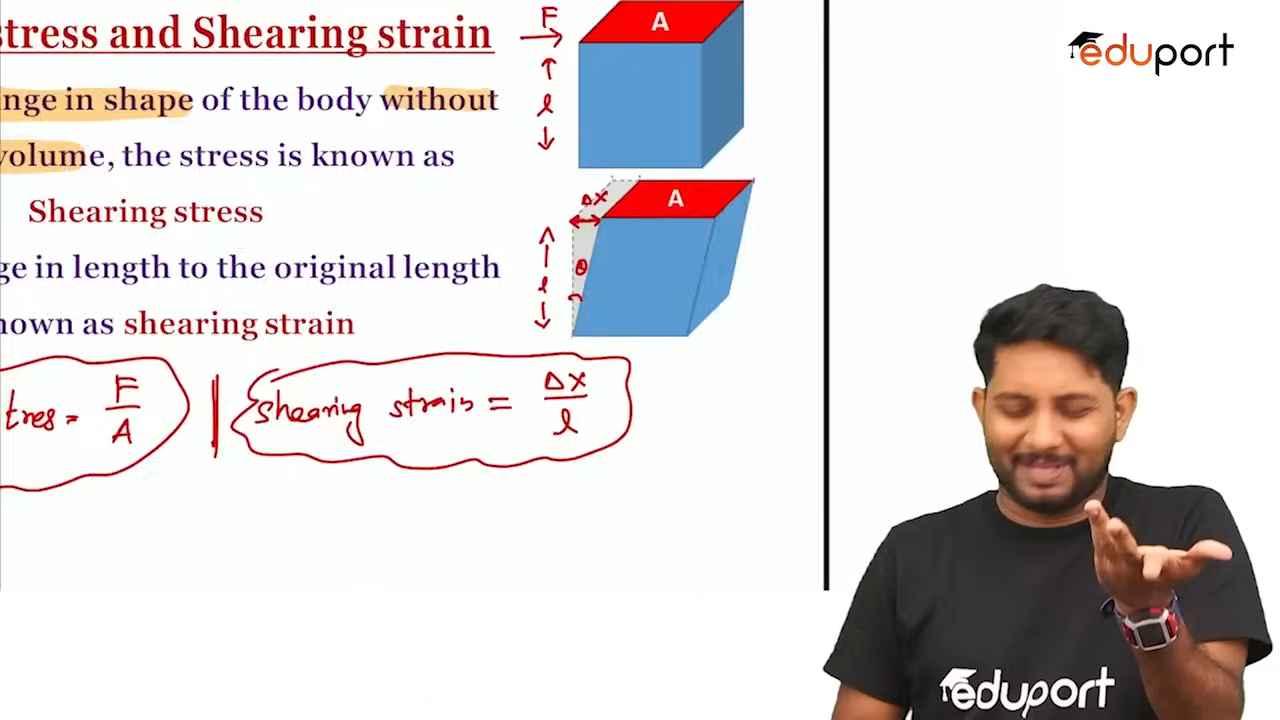 stress and Shearing strain
nge in shape of the body without
volume, the stress is known as
Shearing stress
ge in length to the original length
nown as shearing strain
tres = F/A
shearing strain = Δx/l
F
A
l
Δx
A
θ
l
eduport
eduport